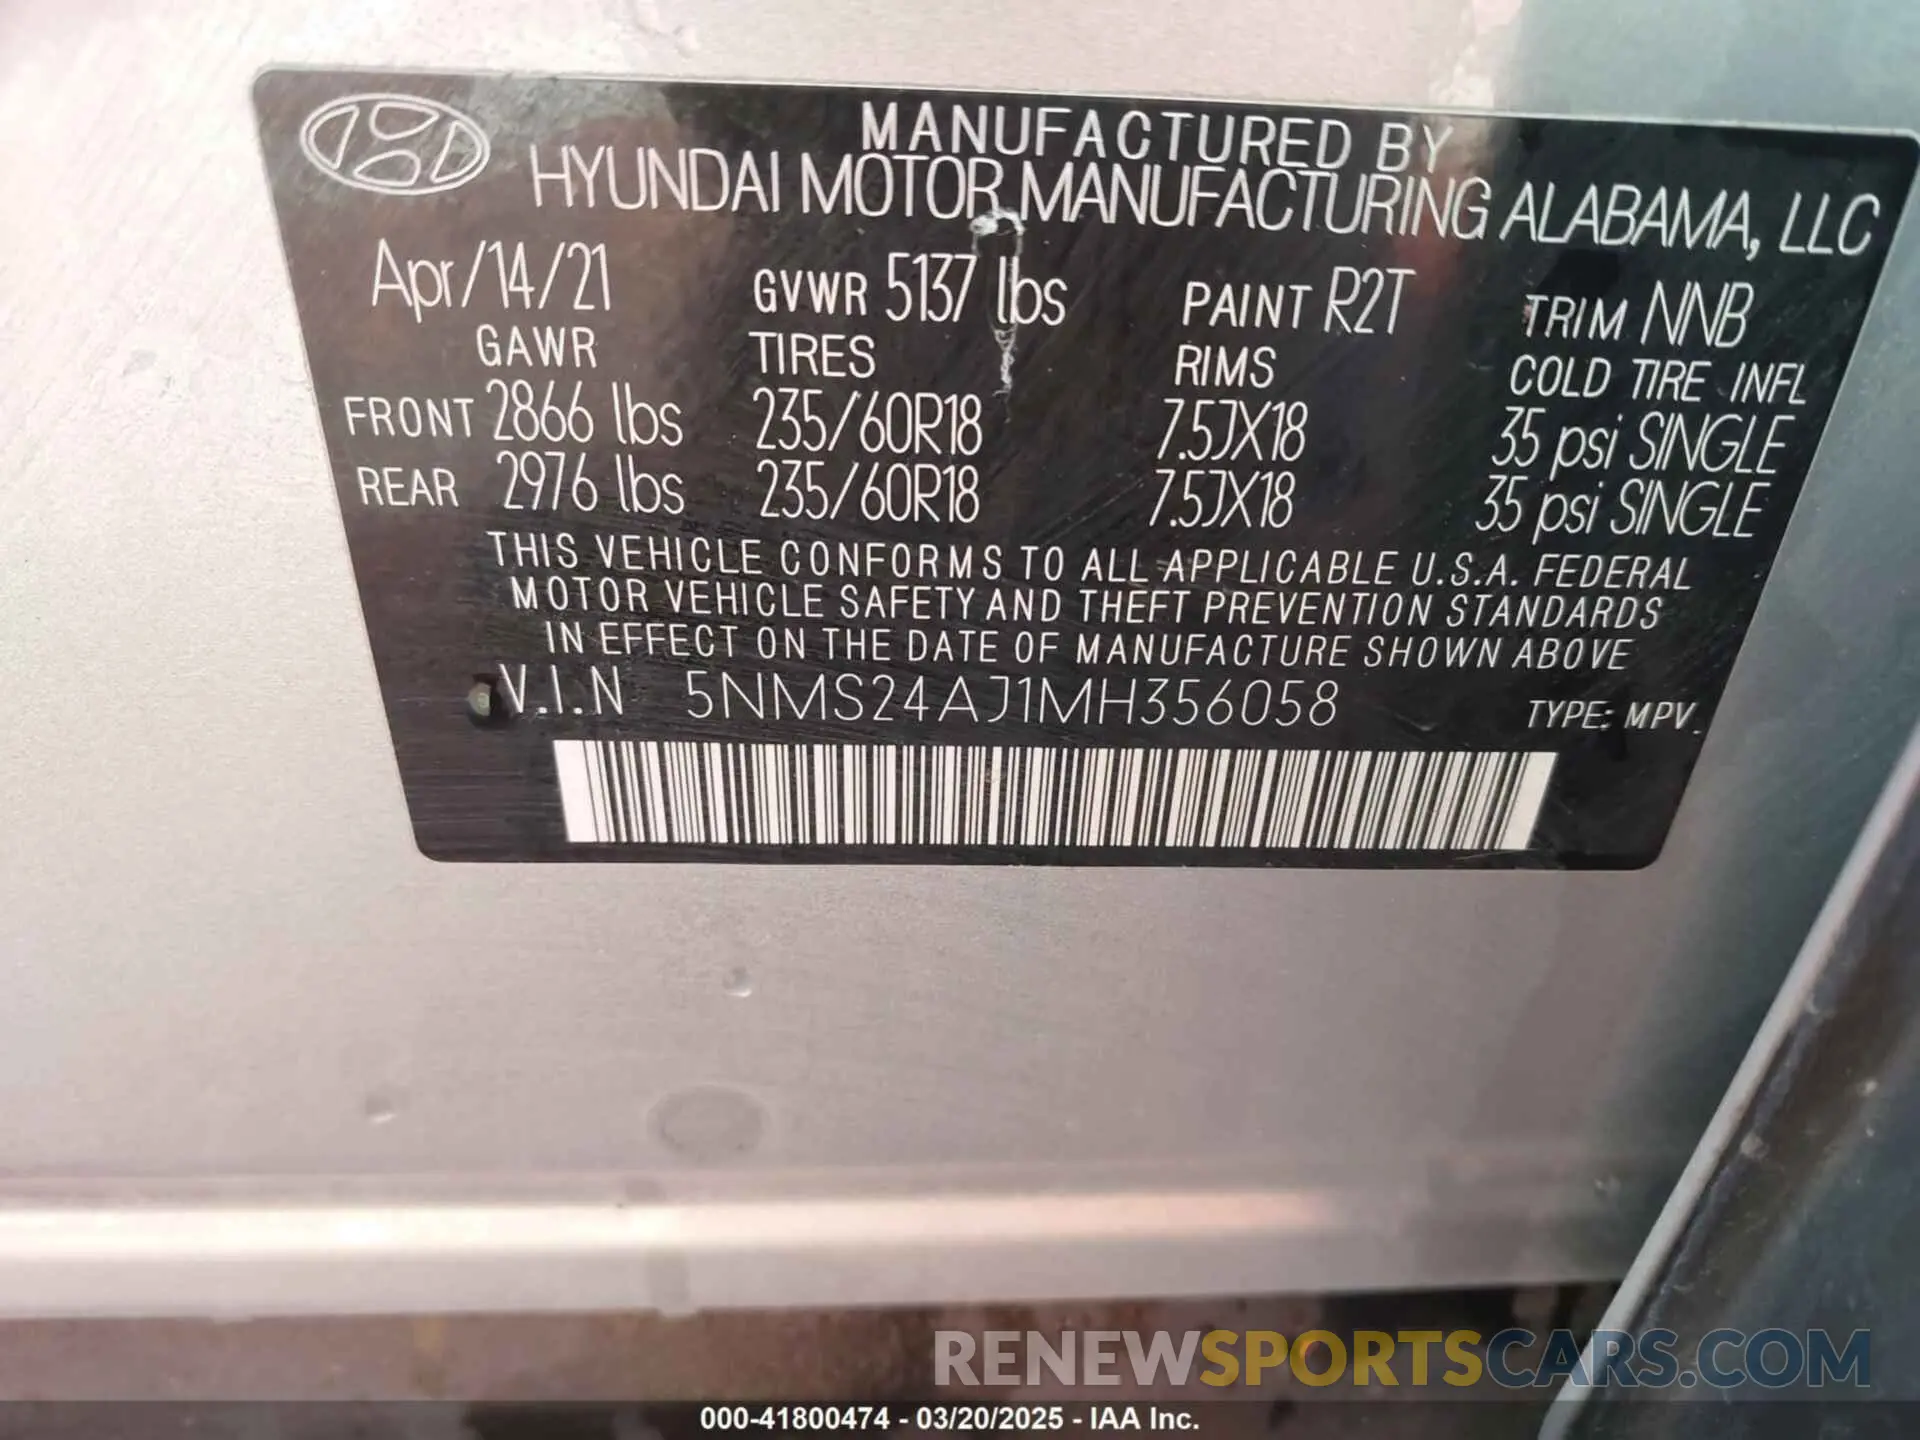 MANUFACTURED BY
HYUNDAI MOTOR MANUFACTURING ALABAMA, LLC
Apr/14/21 GVWR 5137 lbs PAINT R2T TRIM NNB
GAWR TIRES RIMS COLD TIRE INFL
FRONT 2866 lbs 235/60R18 7.5JX18 35 psi SINGLE
REAR 2976 lbs 235/60R18 7.5JX18 35 psi SINGLE
THIS VEHICLE CONFORMS TO ALL APPLICABLE U.S.A. FEDERAL
MOTOR VEHICLE SAFETY AND THEFT PREVENTION STANDARDS
IN EFFECT ON THE DATE OF MANUFACTURE SHOWN ABOVE
V.I.N 5NMS24AJ1MH356058 TYPE: MPV
RENEWSPORTSCARS.COM
000-41800474 - 03/20/2025 - IAA Inc.